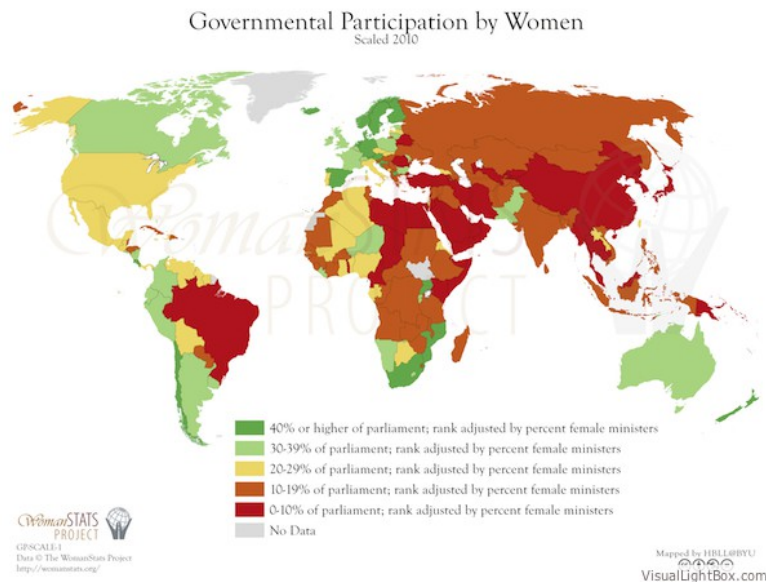 Governmental Participation by Women
Scaled 2010
WomanSTATS
PROJECT
40% or higher of parliament; rank adjusted by percent female ministers
30-39% of parliament; rank adjusted by percent female ministers
20-29% of parliament; rank adjusted by percent female ministers
10-19% of parliament; rank adjusted by percent female ministers
0-10% of parliament; rank adjusted by percent female ministers
No Data
WomanSTATS
PROJECT
GP-SCALE-1
Data © The WomanStats Project
http://womanstats.org/
Mapped by HBLL@BYU
VisualLightBox.com